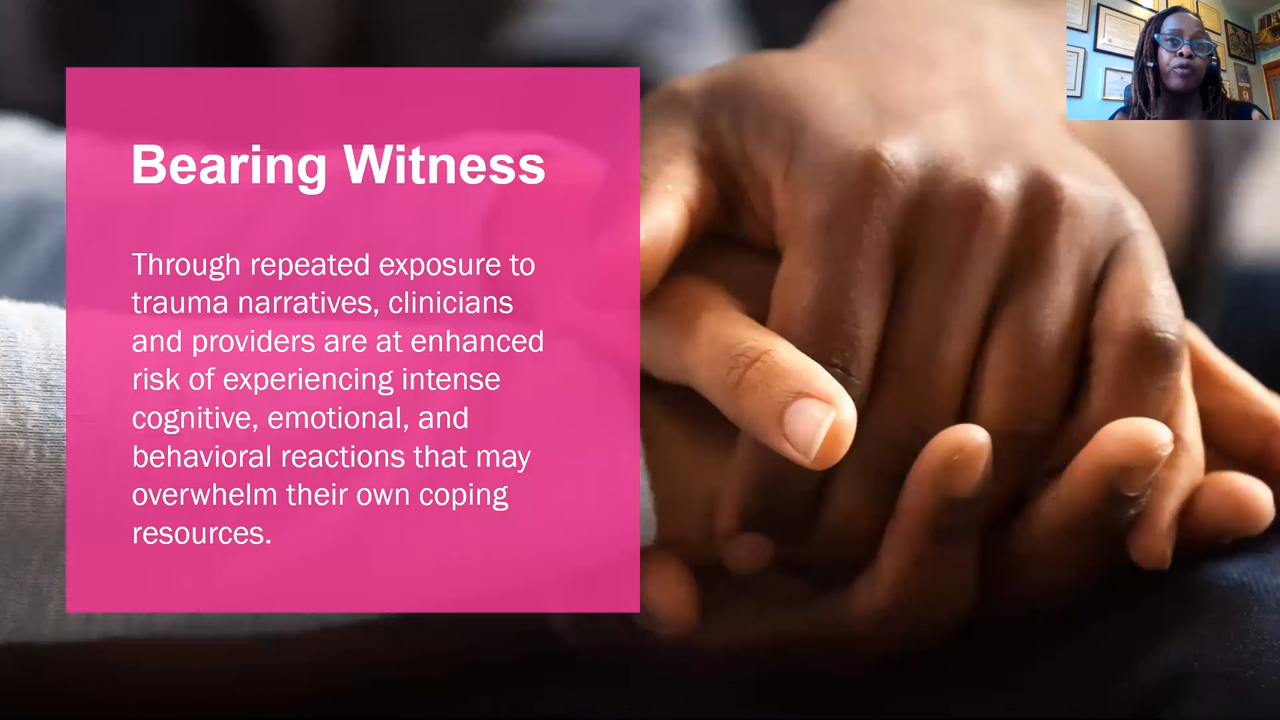 Bearing Witness
Through repeated exposure to
trauma narratives, clinicians
and providers are at enhanced
risk of experiencing intense
cognitive, emotional, and
behavioral reactions that may
overwhelm their own coping
resources.